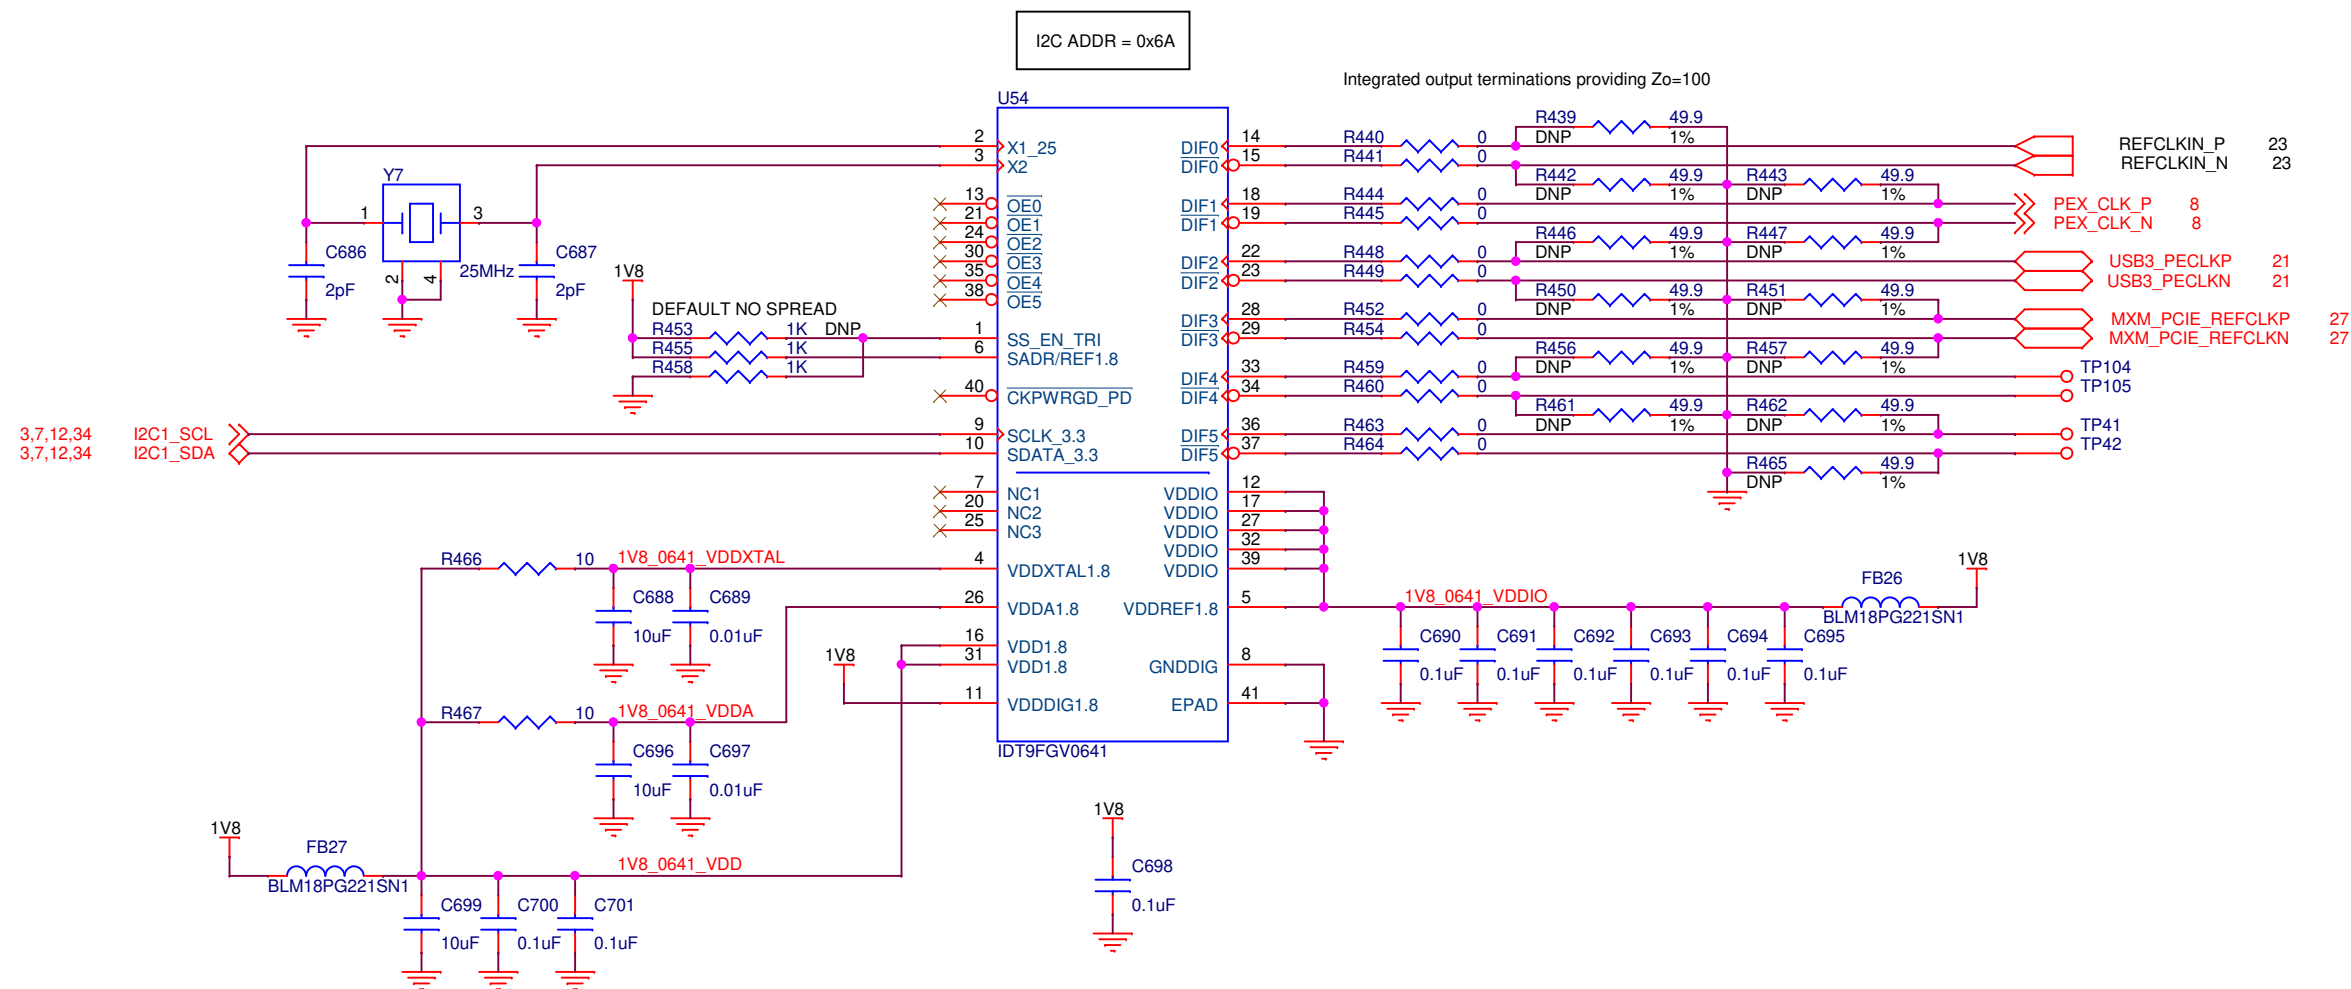 I2C ADDR = 0x6A
Integrated output terminations providing Zo=100
U54
IDT9FGV0641
2 X1_25
3 X2
13 OE0
21 OE1
24 OE2
30 OE3
35 OE4
38 OE5
1 SS_EN_TRI
6 SADR/REF1.8
40 CKPWRGD_PD
9 SCLK_3.3
10 SDATA_3.3
7 NC1
20 NC2
25 NC3
4 VDDXTAL1.8
26 VDDA1.8
16 VDD1.8
31 VDD1.8
11 VDDDIG1.8
DIF0 14
DIF0 15
DIF1 18
DIF1 19
DIF2 22
DIF2 23
DIF3 28
DIF3 29
DIF4 33
DIF4 34
DIF5 36
DIF5 37
VDDIO 12
VDDIO 17
VDDIO 27
VDDIO 32
VDDIO 39
VDDREF1.8 5
GNDDIG 8
EPAD 41
Y7
1 3
2 4
25MHz
C686
2pF
C687
2pF
1V8
DEFAULT NO SPREAD
R453 1K DNP
R455 1K
R458 1K
3,7,12,34 I2C1_SCL
3,7,12,34 I2C1_SDA
R440 0
R441 0
R444 0
R445 0
R448 0
R449 0
R452 0
R454 0
R459 0
R460 0
R463 0
R464 0
R439 49.9
DNP 1%
R442 49.9 R443 49.9
DNP 1% DNP 1%
R446 49.9 R447 49.9
DNP 1% DNP 1%
R450 49.9 R451 49.9
DNP 1% DNP 1%
R456 49.9 R457 49.9
DNP 1% DNP 1%
R461 49.9 R462 49.9
DNP 1% DNP 1%
R465 49.9
DNP 1%
REFCLKIN_P 23
REFCLKIN_N 23
PEX_CLK_P 8
PEX_CLK_N 8
USB3_PECLKP 21
USB3_PECLKN 21
MXM_PCIE_REFCLKP 27
MXM_PCIE_REFCLKN 27
TP104
TP105
TP41
TP42
R466 10 1V8_0641_VDDXTAL
C688 C689
10uF 0.01uF
1V8
R467 10 1V8_0641_VDDA
C696 C697
10uF 0.01uF
1V8
FB27
BLM18PG221SN1
1V8_0641_VDD
C699 C700 C701
10uF 0.1uF 0.1uF
1V8
C698
0.1uF
1V8
FB26
BLM18PG221SN1
1V8_0641_VDDIO
C690 C691 C692 C693 C694 C695
0.1uF 0.1uF 0.1uF 0.1uF 0.1uF 0.1uF